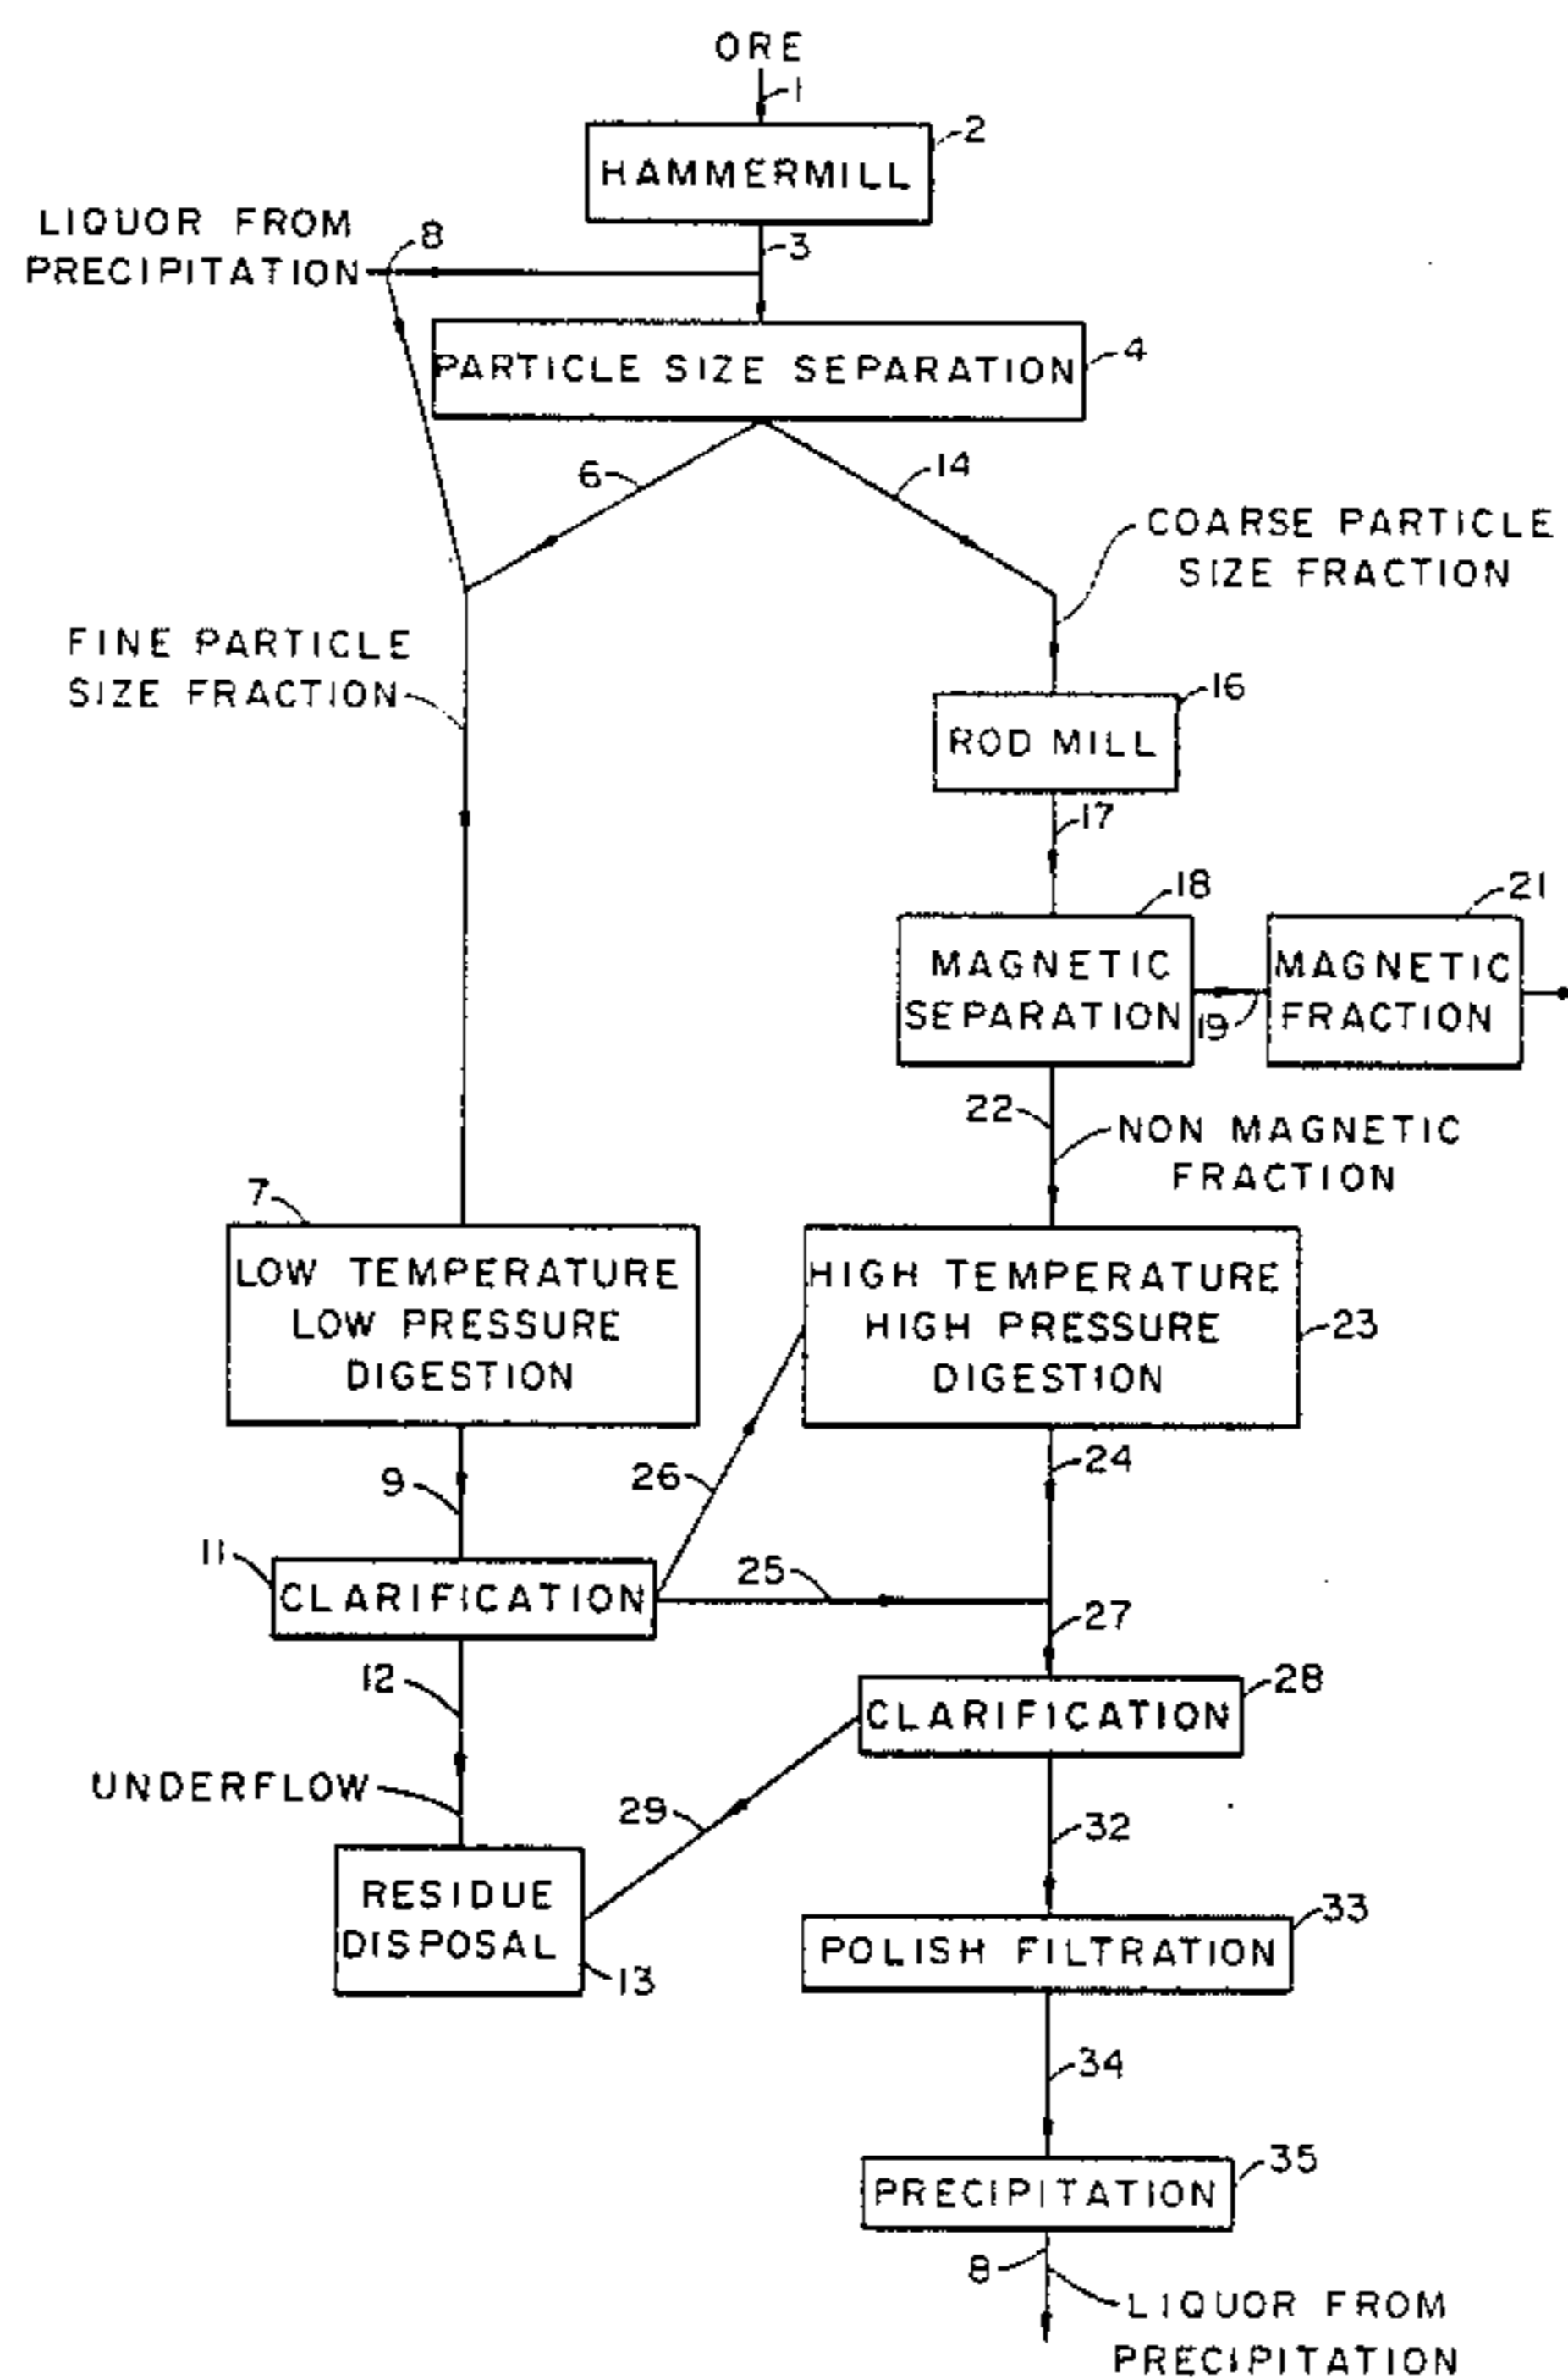 ORE
1
2
HAMMERMILL
LIQUOR FROM
PRECIPITATION
8
3
PARTICLE SIZE SEPARATION
4
6
14
COARSE PARTICLE
SIZE FRACTION
FINE PARTICLE
SIZE FRACTION
16
ROD MILL
17
18
21
MAGNETIC
SEPARATION
19
MAGNETIC
FRACTION
22
NON MAGNETIC
FRACTION
7
LOW TEMPERATURE
LOW PRESSURE
DIGESTION
HIGH TEMPERATURE
HIGH PRESSURE
DIGESTION
23
9
26
24
11
CLARIFICATION
25
27
12
28
CLARIFICATION
UNDERFLOW
29
32
RESIDUE
DISPOSAL
13
33
POLISH FILTRATION
34
35
PRECIPITATION
8
LIQUOR FROM
PRECIPITATION